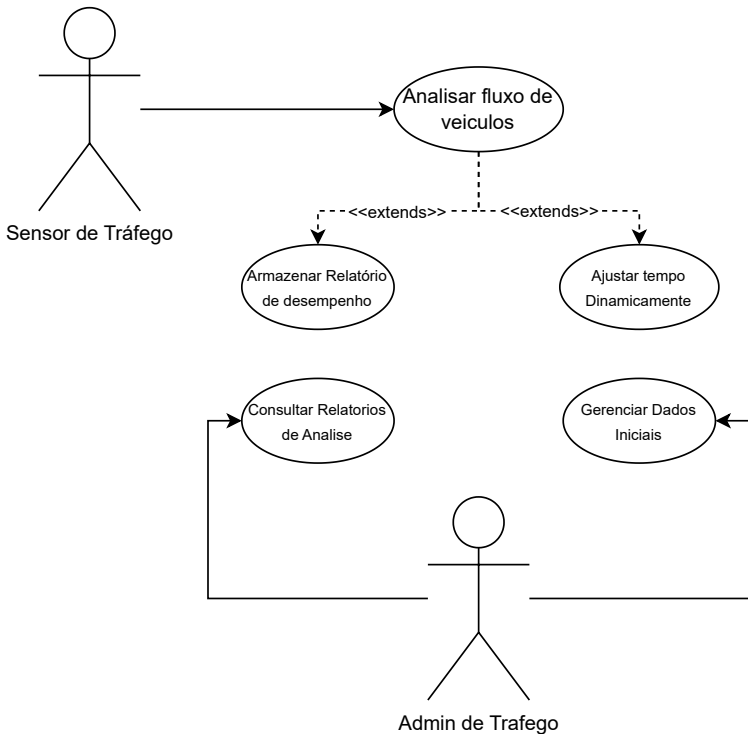 Analisar fluxo de
veiculos
<<extends>> <<extends>>
Sensor de Tráfego
Armazenar Relatório
de desempenho
Ajustar tempo
Dinamicamente
Consultar Relatorios
de Analise
Gerenciar Dados
Iniciais
Admin de Trafego